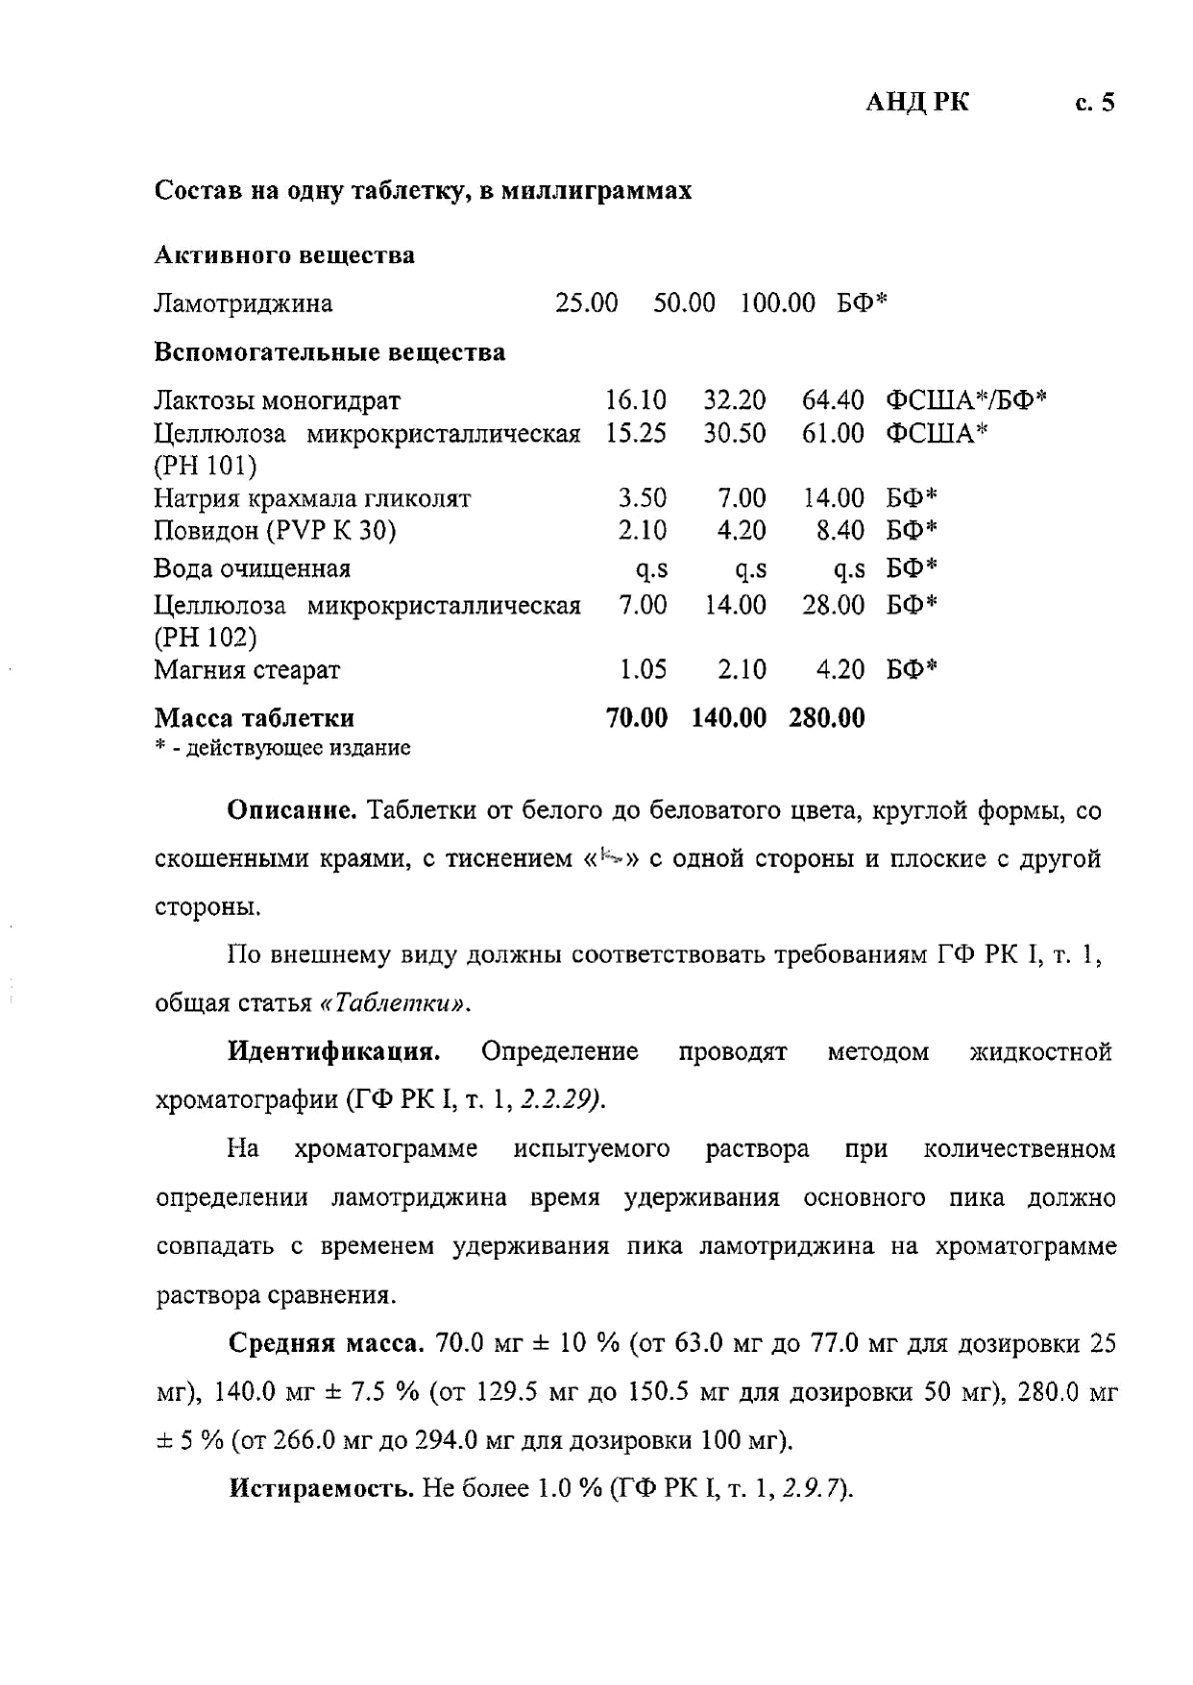 АНД РК с. 5
Состав на одну таблетку, в миллиграммах
Активного вещества
Ламотриджина 25.00 50.00 100.00 БФ*
Вспомогательные вещества
Лактозы моногидрат 16.10 32.20 64.40 ФСША*/БФ*
Целлюлоза микрокристаллическая 15.25 30.50 61.00 ФСША*
(PH 101)
Натрия крахмала гликолят 3.50 7.00 14.00 БФ*
Повидон (PVP K 30) 2.10 4.20 8.40 БФ*
Вода очищенная q.s q.s q.s БФ*
Целлюлоза микрокристаллическая 7.00 14.00 28.00 БФ*
(PH 102)
Магния стеарат 1.05 2.10 4.20 БФ*
Масса таблетки 70.00 140.00 280.00
* - действующее издание
Описание. Таблетки от белого до беловатого цвета, круглой формы, со
скошенными краями, с тиснением «» с одной стороны и плоские с другой
стороны.
По внешнему виду должны соответствовать требованиям ГФ РК I, т. 1,
общая статья «Таблетки».
Идентификация. Определение проводят методом жидкостной
хроматографии (ГФ РК I, т. 1, 2.2.29).
На хроматограмме испытуемого раствора при количественном
определении ламотриджина время удерживания основного пика должно
совпадать с временем удерживания пика ламотриджина на хроматограмме
раствора сравнения.
Средняя масса. 70.0 мг ± 10 % (от 63.0 мг до 77.0 мг для дозировки 25
мг), 140.0 мг ± 7.5 % (от 129.5 мг до 150.5 мг для дозировки 50 мг), 280.0 мг
± 5 % (от 266.0 мг до 294.0 мг для дозировки 100 мг).
Истираемость. Не более 1.0 % (ГФ РК I, т. 1, 2.9.7).